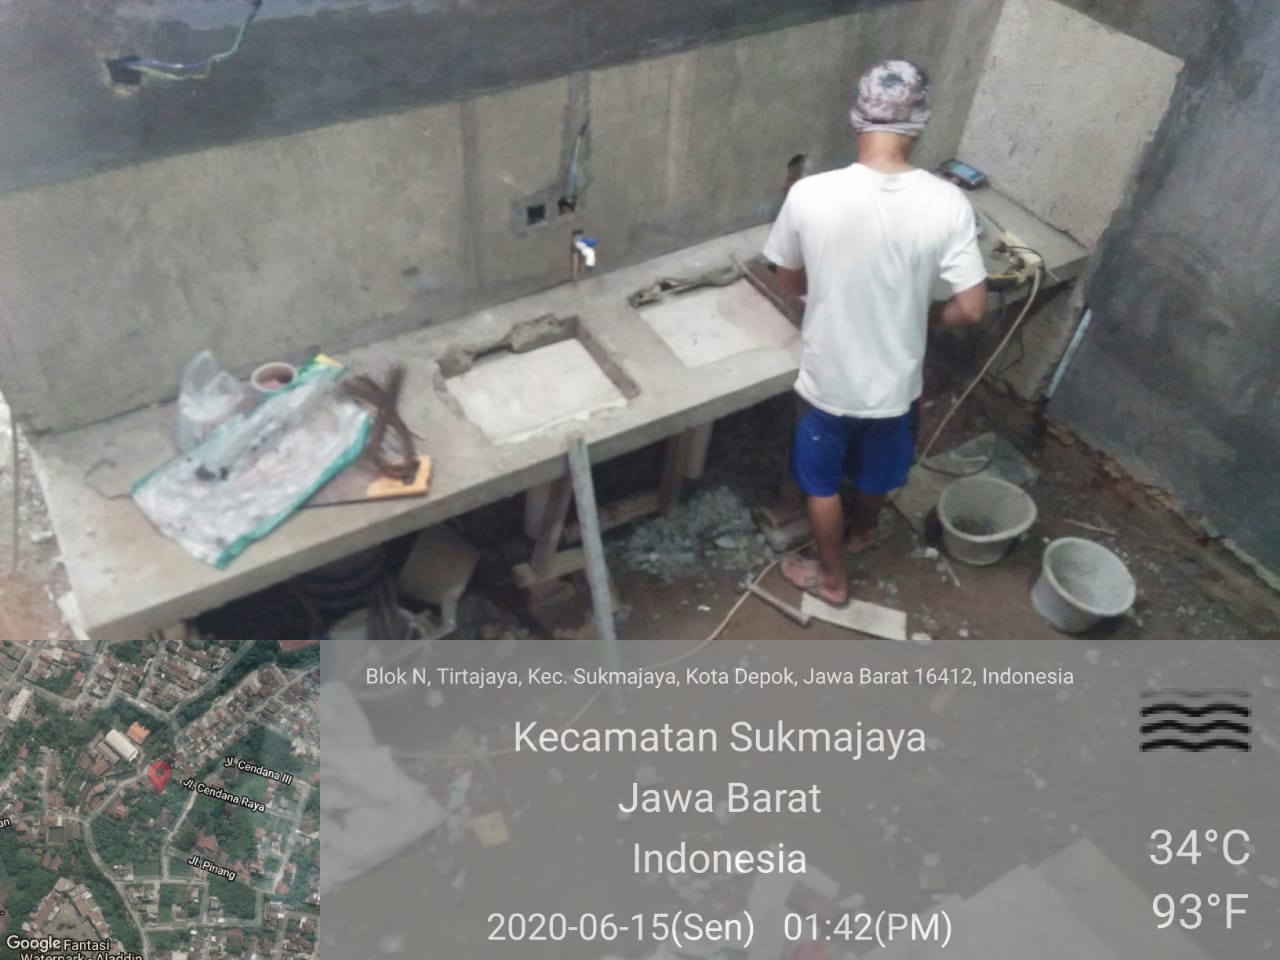 Blok N, Tirtajaya, Kec. Sukmajaya, Kota Depok, Jawa Barat 16412, Indonesia
Kecamatan Sukmajaya
Jawa Barat
Indonesia
2020-06-15(Sen) 01:42(PM)
34°C
93°F
Jl. Cendana III
Jl. Cendana Raya
an
Jl. Pinang
Google
Fantasi
Waterpark - Aladdin